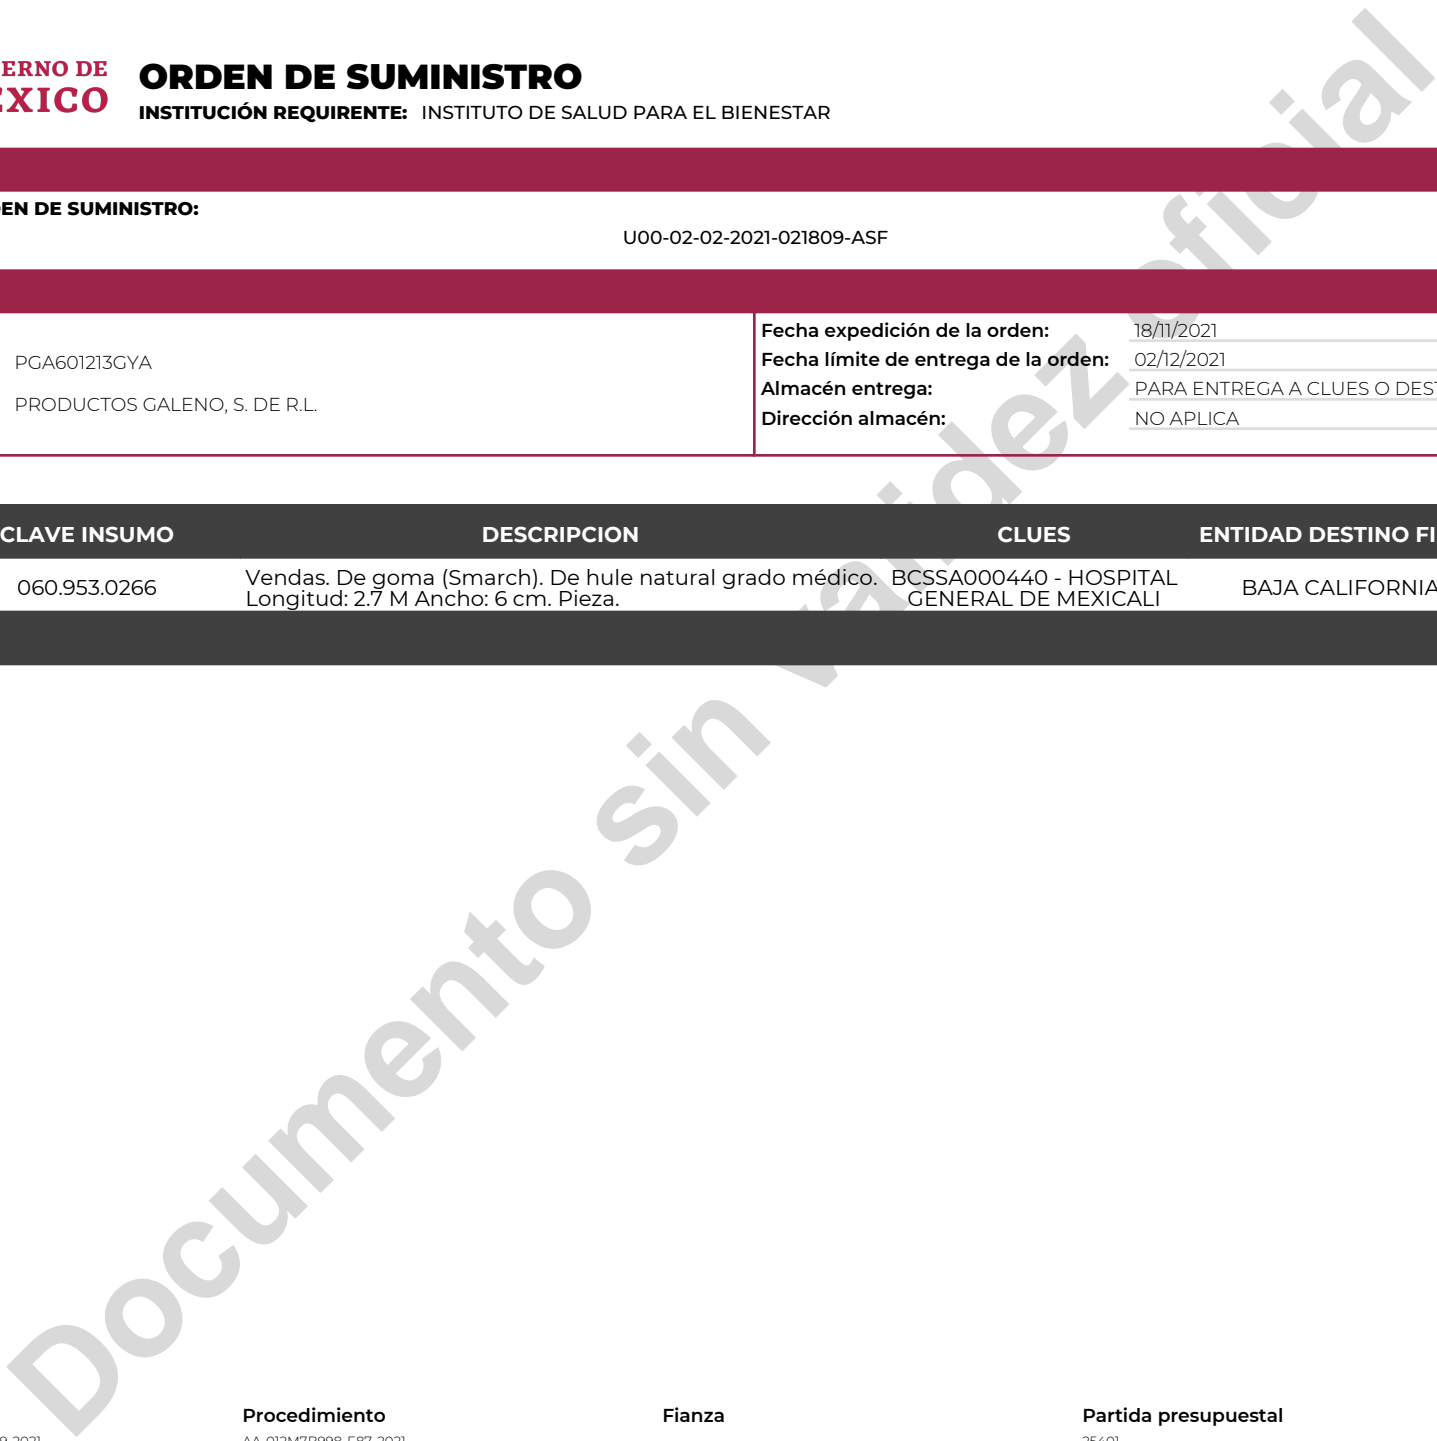 ERNO DE
EXICO
ORDEN DE SUMINISTRO
INSTITUCIÓN REQUIRENTE: INSTITUTO DE SALUD PARA EL BIENESTAR
EN DE SUMINISTRO:
U00-02-02-2021-021809-ASF
PGA601213GYA
PRODUCTOS GALENO, S. DE R.L.
Fecha expedición de la orden: 18/11/2021
Fecha límite de entrega de la orden: 02/12/2021
Almacén entrega: PARA ENTREGA A CLUES O DEST
Dirección almacén: NO APLICA
CLAVE INSUMO DESCRIPCION CLUES ENTIDAD DESTINO FI
060.953.0266 Vendas. De goma (Smarch). De hule natural grado médico. BCSSA000440 - HOSPITAL BAJA CALIFORNIA
Longitud: 2.7 M Ancho: 6 cm. Pieza. GENERAL DE MEXICALI
Documento sin validez oficial
Procedimiento Fianza Partida presupuestal